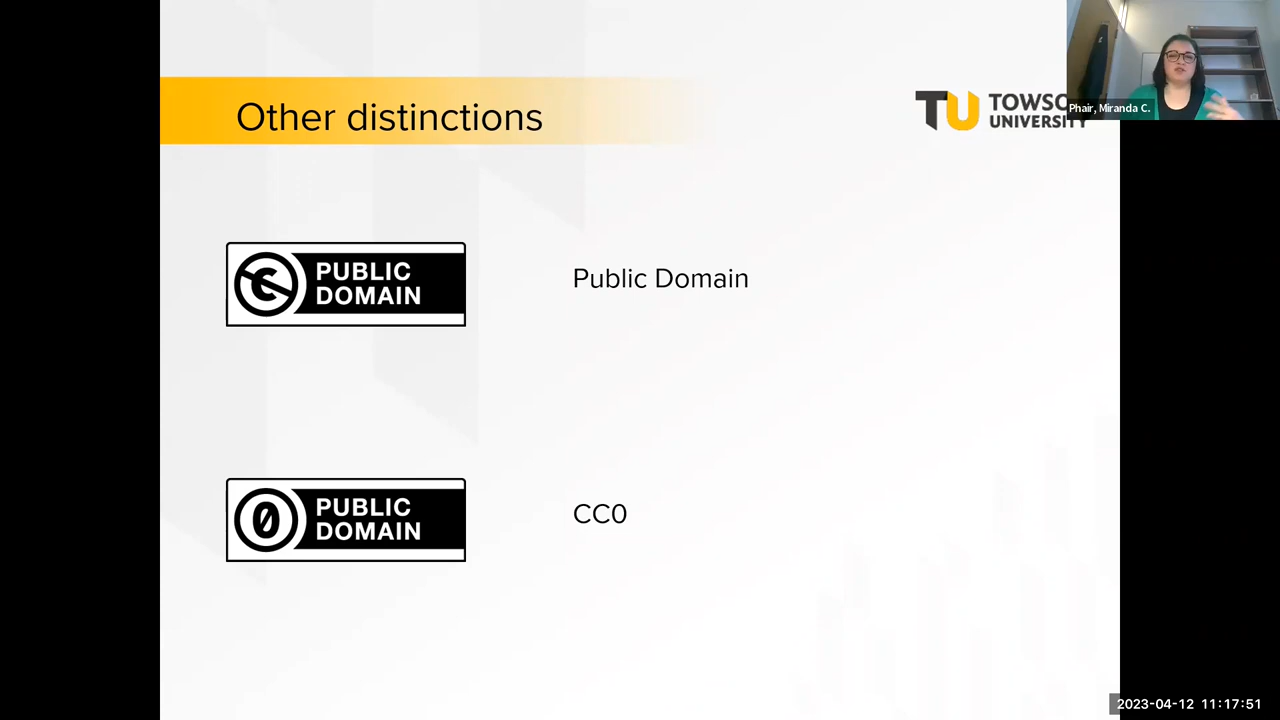 Other distinctions
TU TOWSO
UNIVERSITY
Phair, Miranda C.
PUBLIC
DOMAIN
Public Domain
PUBLIC
DOMAIN
CC0
2023-04-12 11:17:51